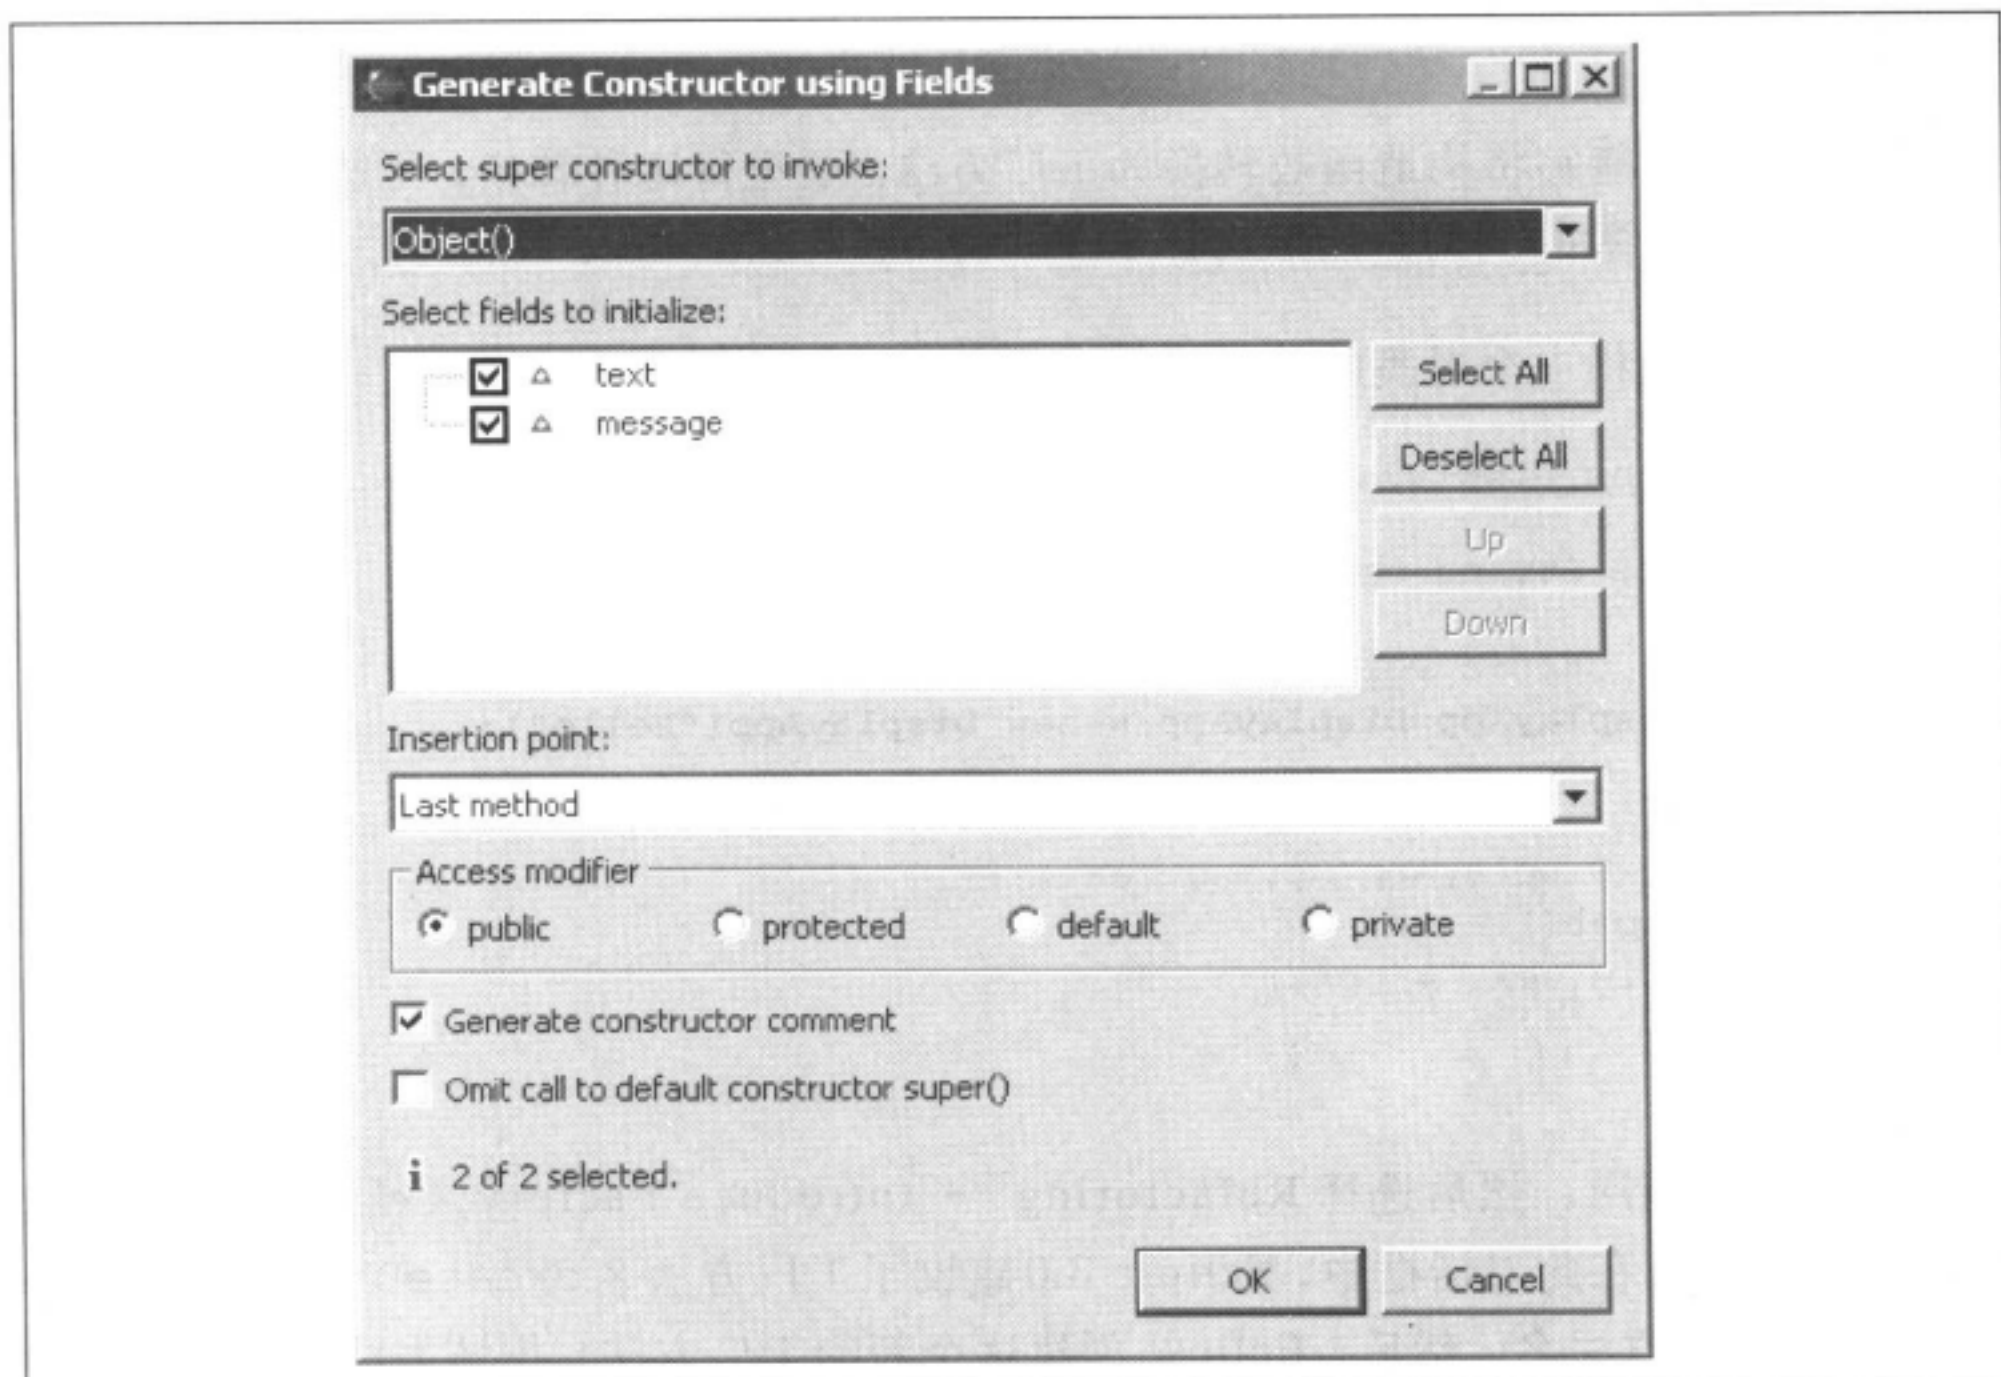 Generate Constructor using Fields
Select super constructor to invoke:
Object()
Select fields to initialize:
text
message
Select All
Deselect All
Up
Down
Insertion point:
Last method
Access modifier
public protected default private
Generate constructor comment
Omit call to default constructor super()
i 2 of 2 selected.
OK Cancel